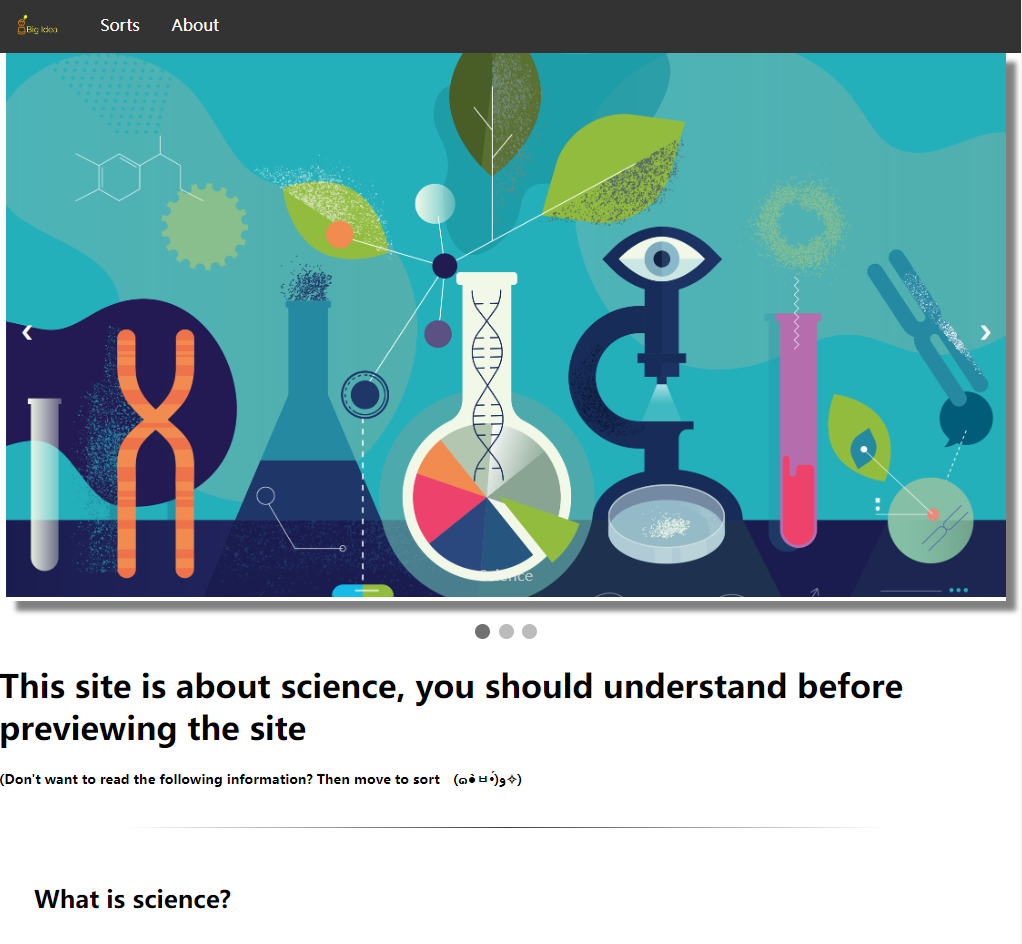 Big Idea
Sorts
About
❮
❯
Science
This site is about science, you should understand before
previewing the site
(Don't want to read the following information? Then move to sort (๑•̀ㅂ•́)و✧)
What is science?